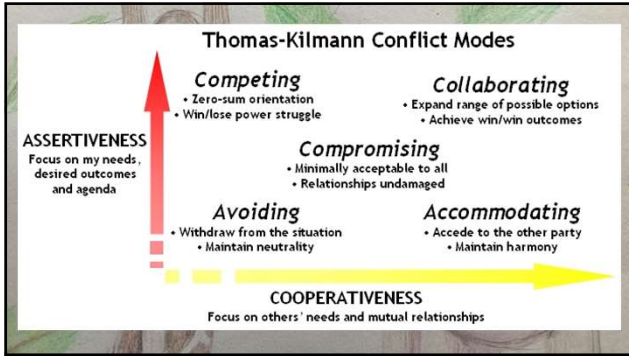 Thomas-Kilmann Conflict Modes
Competing
• Zero-sum orientation
• Win/lose power struggle
Collaborating
• Expand range of possible options
• Achieve win/win outcomes
ASSERTIVENESS
Focus on my needs,
desired outcomes
and agenda
Compromising
• Minimally acceptable to all
• Relationships undamaged
Avoiding
• Withdraw from the situation
• Maintain neutrality
Accommodating
• Accede to the other party
• Maintain harmony
COOPERATIVENESS
Focus on others' needs and mutual relationships